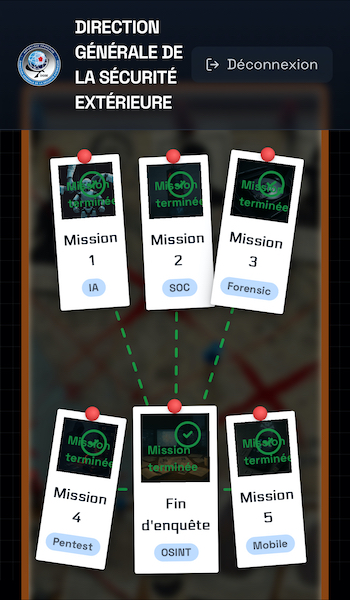 DIRECTION
GÉNÉRALE DE
LA SÉCURITÉ
EXTÉRIEURE
Déconnexion
Mission
terminée
Mission
1
IA
Mission
terminée
Mission
2
SOC
Mission
terminée
Mission
3
Forensic
Mission
terminée
Mission
4
Pentest
Mission
terminée
Fin
d'enquête
OSINT
Mission
terminée
Mission
5
Mobile